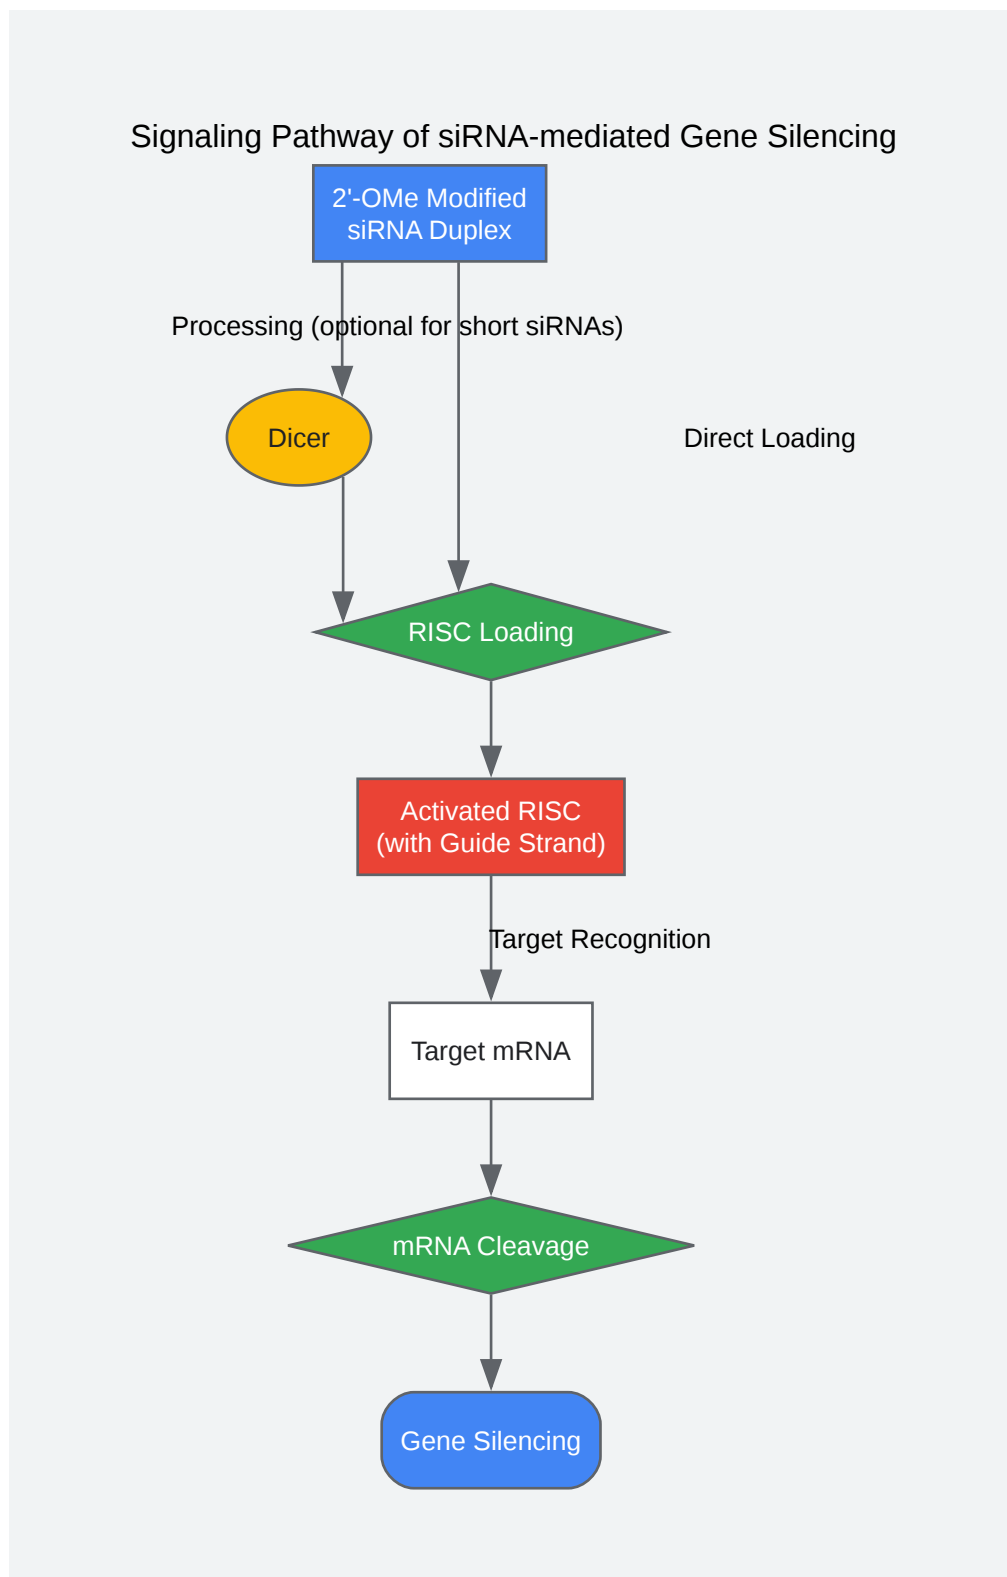 Signaling Pathway of siRNA-mediated Gene Silencing
2'-OMe Modified
siRNA Duplex
Processing (optional for short siRNAs)
Dicer
Direct Loading
RISC Loading
Activated RISC
(with Guide Strand)
Target Recognition
Target mRNA
mRNA Cleavage
Gene Silencing